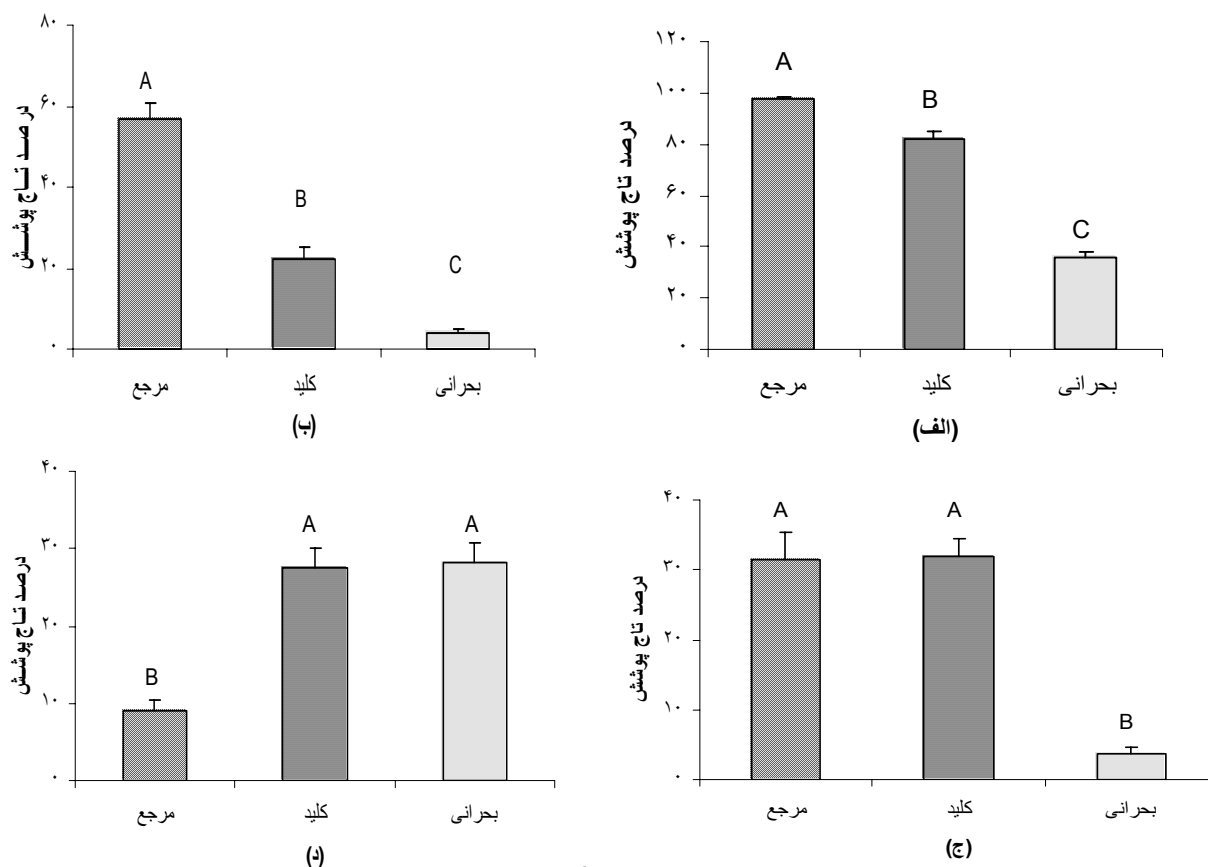 درصد تاج پوشش
۱۲۰
۱۰۰
۸۰
۶۰
۴۰
۲۰
۰
A
B
C
مرجع کلید بحرانی
(الف)
در صد تاج پوشش
۸۰
۶۰
۴۰
۲۰
۰
A
B
C
مرجع کلید بحرانی
(ب)
درصد تاج پوشش
۴۰
۳۰
۲۰
۱۰
۰
A
A
B
مرجع کلید بحرانی
(ج)
درصد تاج پوشش
۴۰
۳۰
۲۰
۱۰
۰
B
A
A
مرجع کلید بحرانی
(د)